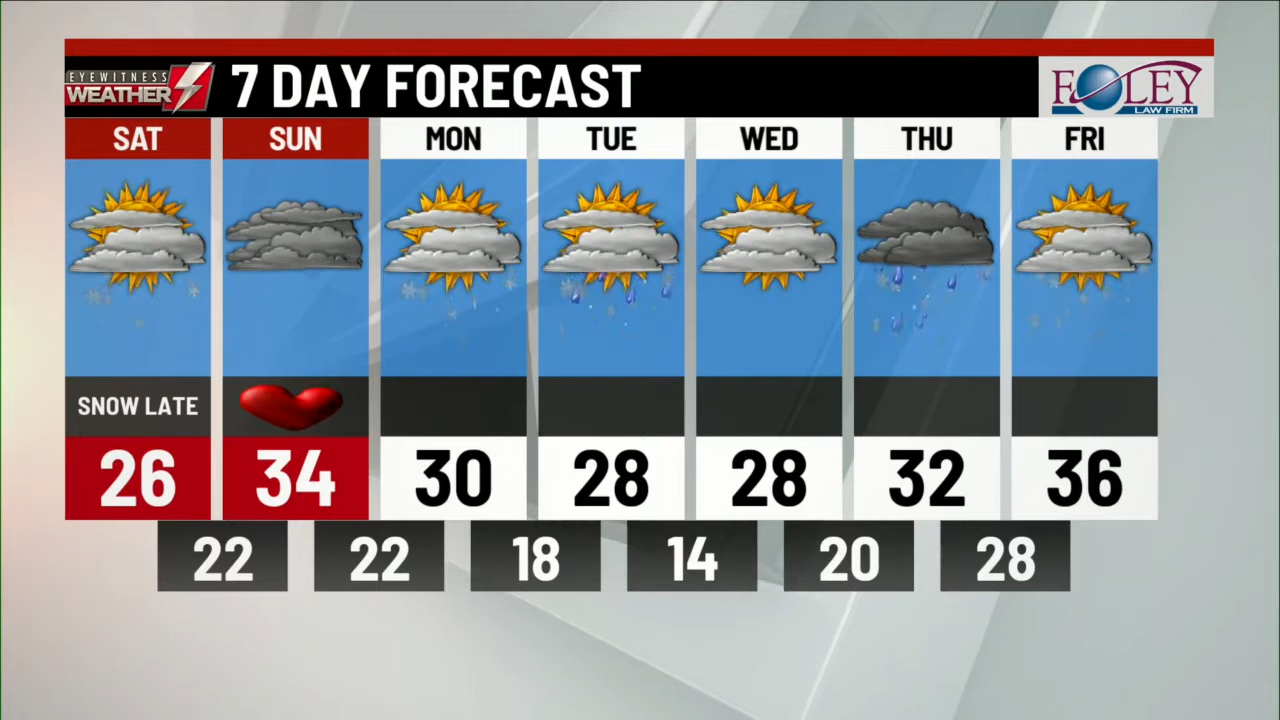 EYEWITNESS
WEATHER
7 DAY FORECAST
FOLEY
LAW FIRM
SAT
SUN
MON
TUE
WED
THU
FRI
SNOW LATE
26
34
30
28
28
32
36
22
22
18
14
20
28